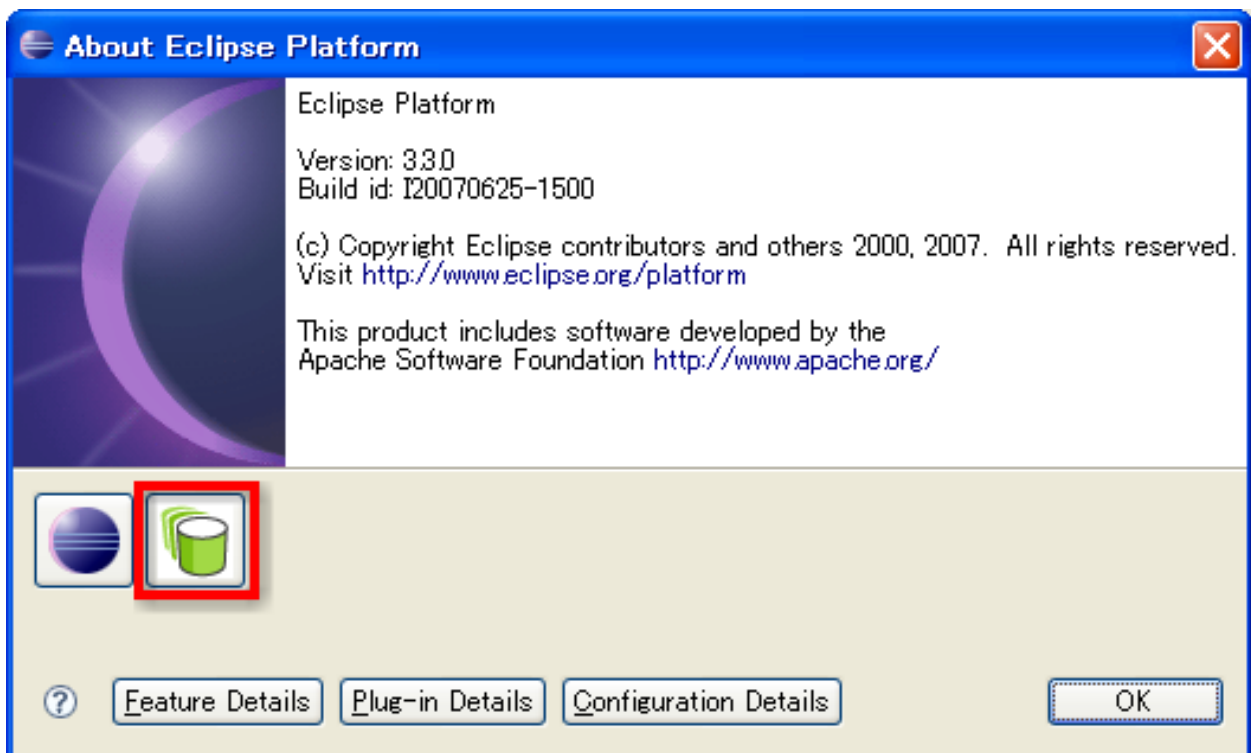 About Eclipse Platform
Eclipse Platform
Version: 3.3.0
Build id: I20070625-1500
(c) Copyright Eclipse contributors and others 2000, 2007.  All rights reserved.
Visit http://www.eclipse.org/platform
This product includes software developed by the
Apache Software Foundation http://www.apache.org/
? Feature Details Plug-in Details Configuration Details OK